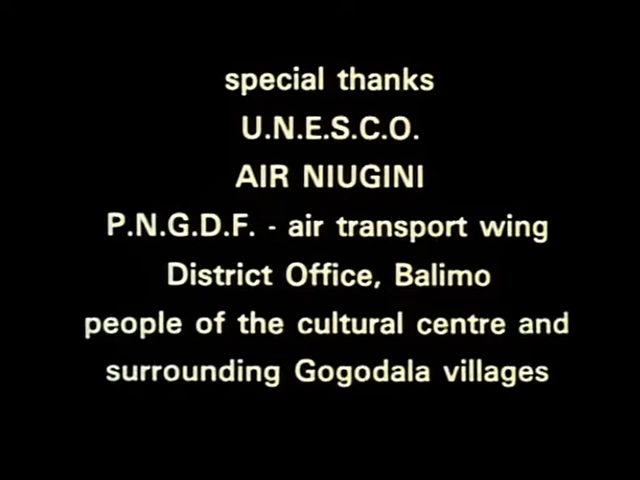 special thanks
U.N.E.S.C.O.
AIR NIUGINI
P.N.G.D.F. - air transport wing
District Office, Balimo
people of the cultural centre and
surrounding Gogodala villages